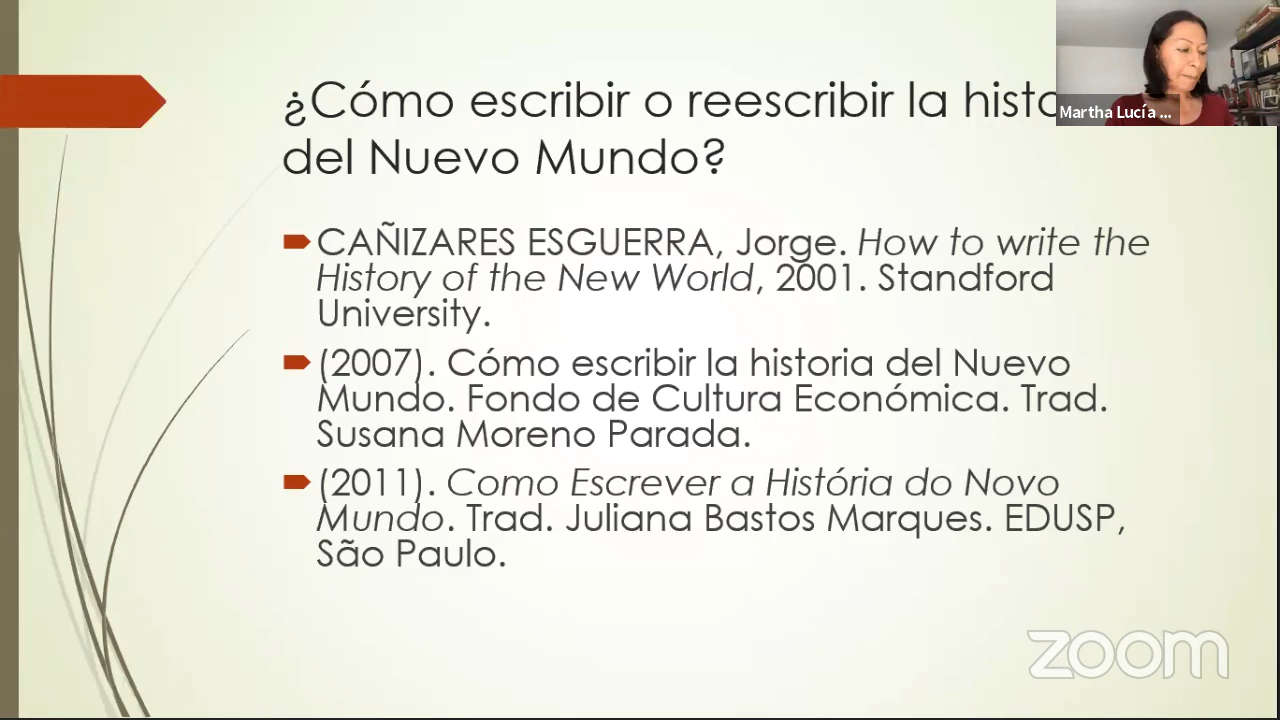 ¿Cómo escribir o reescribir la histo
del Nuevo Mundo?
Martha Lucía ...
CAÑIZARES ESGUERRA, Jorge. How to write the
History of the New World, 2001. Standford
University.
(2007). Cómo escribir la historia del Nuevo
Mundo. Fondo de Cultura Económica. Trad.
Susana Moreno Parada.
(2011). Como Escrever a História do Novo
Mundo. Trad. Juliana Bastos Marques. EDUSP,
São Paulo.
zoom